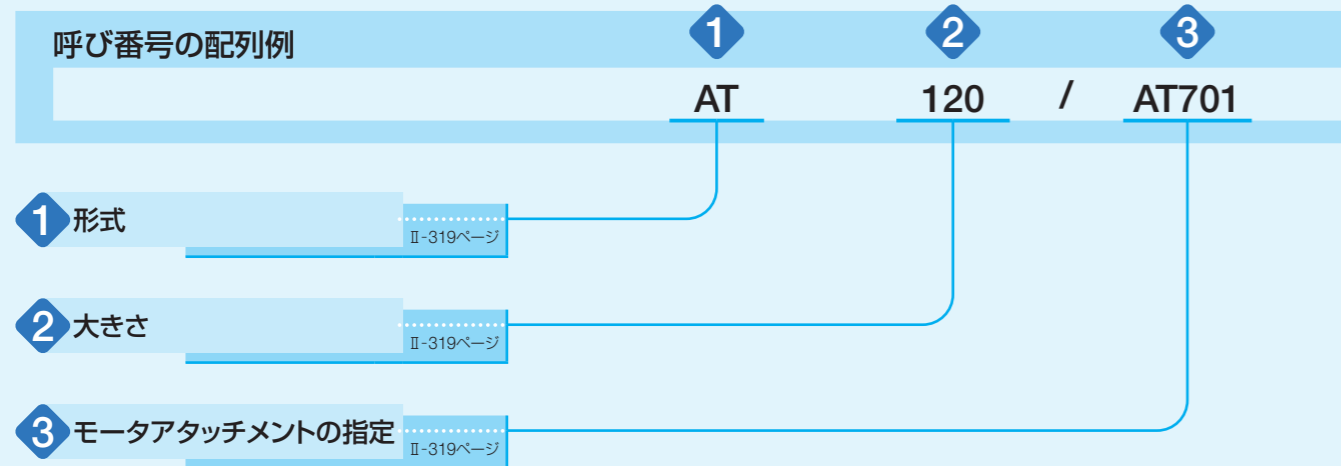 呼び番号の配列例
1 2 3
AT 120 / AT701
1 形式
Ⅱ-319ページ
2 大きさ
Ⅱ-319ページ
3 モータアタッチメントの指定
Ⅱ-319ページ